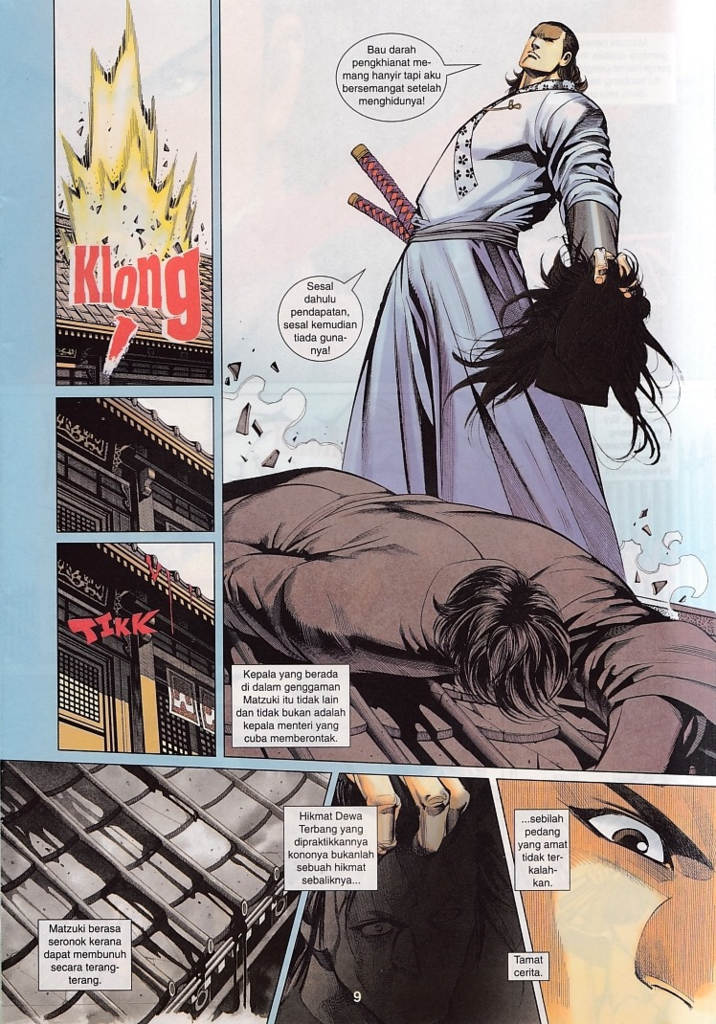 Klong
!
TIKK
Bau darah
pengkhianat me-
mang hanyir tapi aku
bersemangat setelah
menghidunya!
Sesal
dahulu
pendapatan,
sesal kemudian
tiada guna-
nya!
Kepala yang berada
di dalam genggaman
Matzuki itu tidak lain
dan tidak bukan adalah
kepala menteri yang
cuba memberontak.
Matzuki berasa
seronok kerana
dapat membunuh
secara terang-
terang.
Hikmat Dewa
Terbang yang
dipraktikkannya
kononya bukanlah
sebuah hikmat
sebaliknya...
...sebilah
pedang
yang amat
tidak ter-
kalah-
kan.
Tamat
cerita.
9